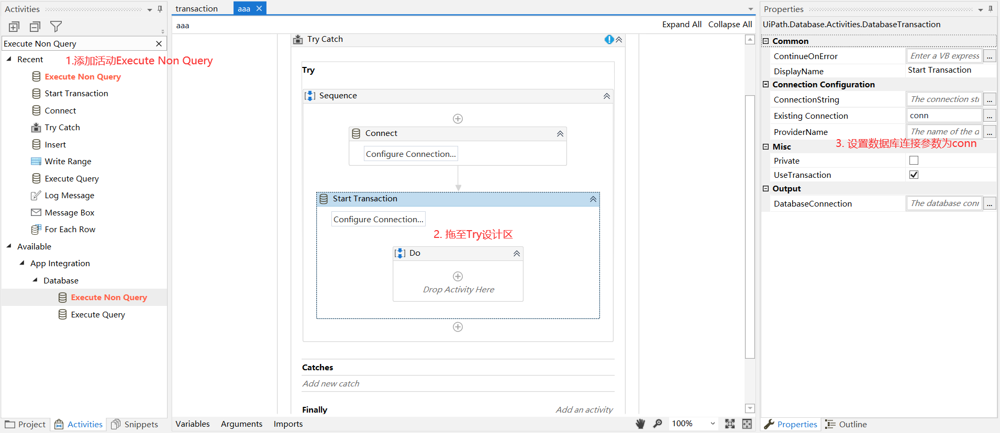 Activities
Execute Non Query
Recent
1.添加活动Execute Non Query
Execute Non Query
Start Transaction
Connect
Try Catch
Insert
Write Range
Execute Query
Log Message
Message Box
For Each Row
Available
App Integration
Database
Execute Non Query
Execute Query
Project
Activities
Snippets
transaction
aaa
aaa
Expand All
Collapse All
Try Catch
Try
Sequence
Connect
Configure Connection...
Start Transaction
Configure Connection...
2. 拖至Try设计区
Do
Drop Activity Here
Catches
Add new catch
Finally
Add an activity
Variables
Arguments
Imports
100%
Properties
UiPath.Database.Activities.DatabaseTransaction
Common
ContinueOnError
Enter a VB express
...
DisplayName
Start Transaction
Connection Configuration
ConnectionString
The connection stı
...
Existing Connection
conn
...
ProviderName
The name of the d
...
3. 设置数据库连接参数为conn
Misc
Private
UseTransaction
Output
DatabaseConnection
The database conr
...
Properties
Outline